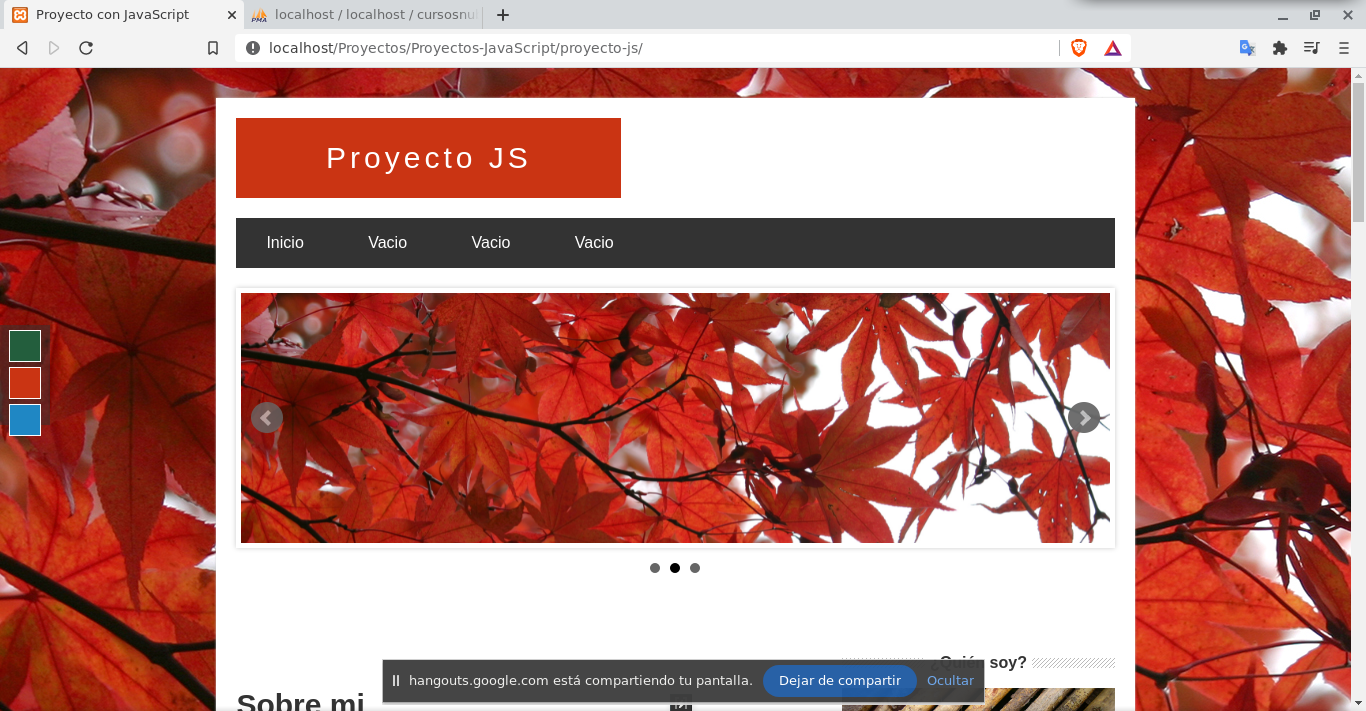 Proyecto con JavaScript
localhost / localhost / cursosnu
localhost/Proyectos/Proyectos-JavaScript/proyecto-js/
Proyecto JS
Inicio Vacio Vacio Vacio
¿Quién soy?
hangouts.google.com está compartiendo tu pantalla. Dejar de compartir Ocultar
Sobre mi